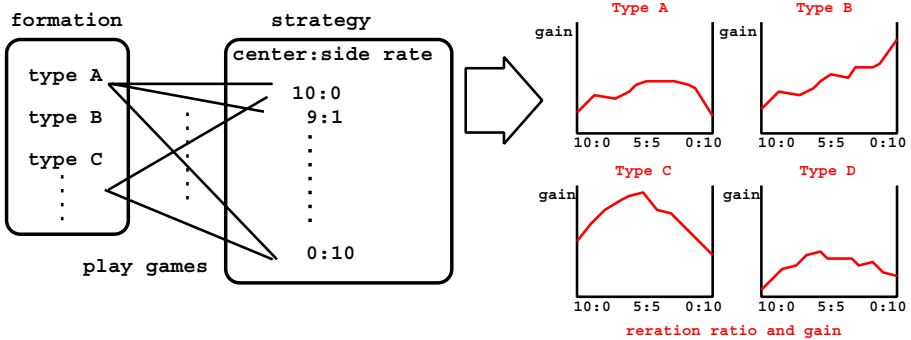 formation
type A
type B
type C
play games
strategy
center:side rate
10:0
9:1
0:10
Type A
gain
10:0 5:5 0:10
Type B
gain
10:0 5:5 0:10
Type C
gain
10:0 5:5 0:10
Type D
gain
10:0 5:5 0:10
reration ratio and gain